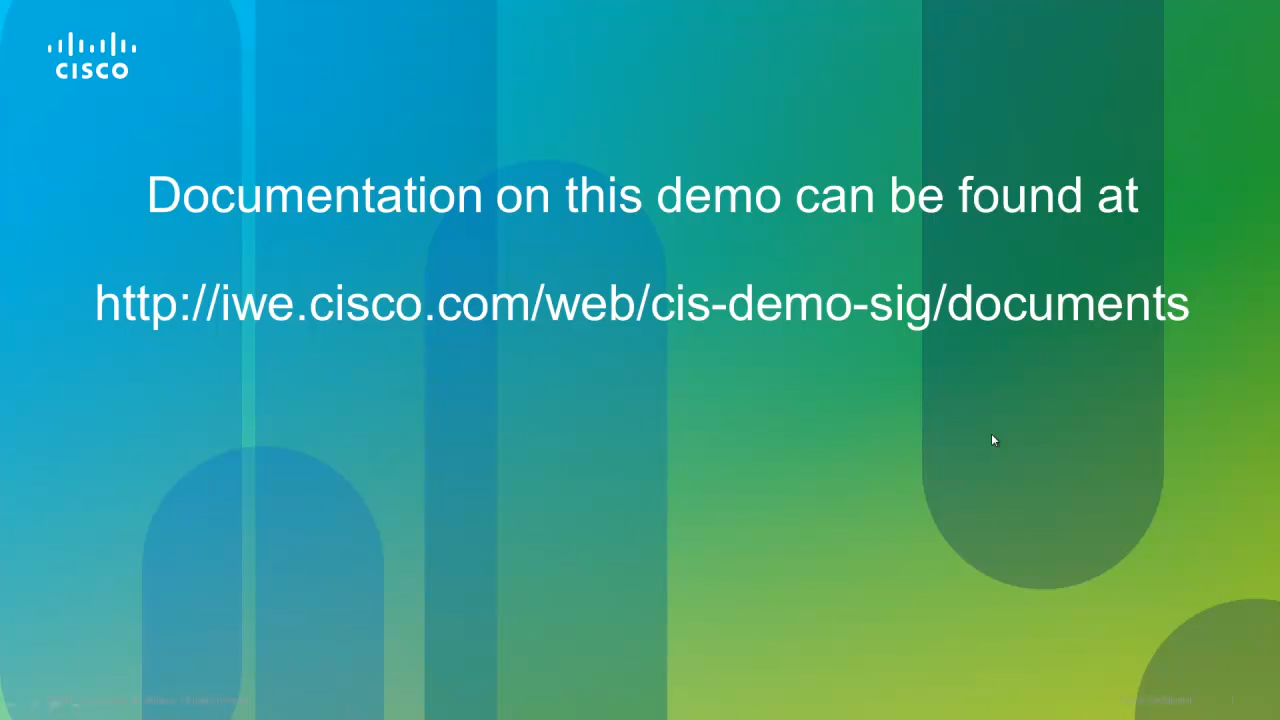 CISCO
Documentation on this demo can be found at
http://iwe.cisco.com/web/cis-demo-sig/documents